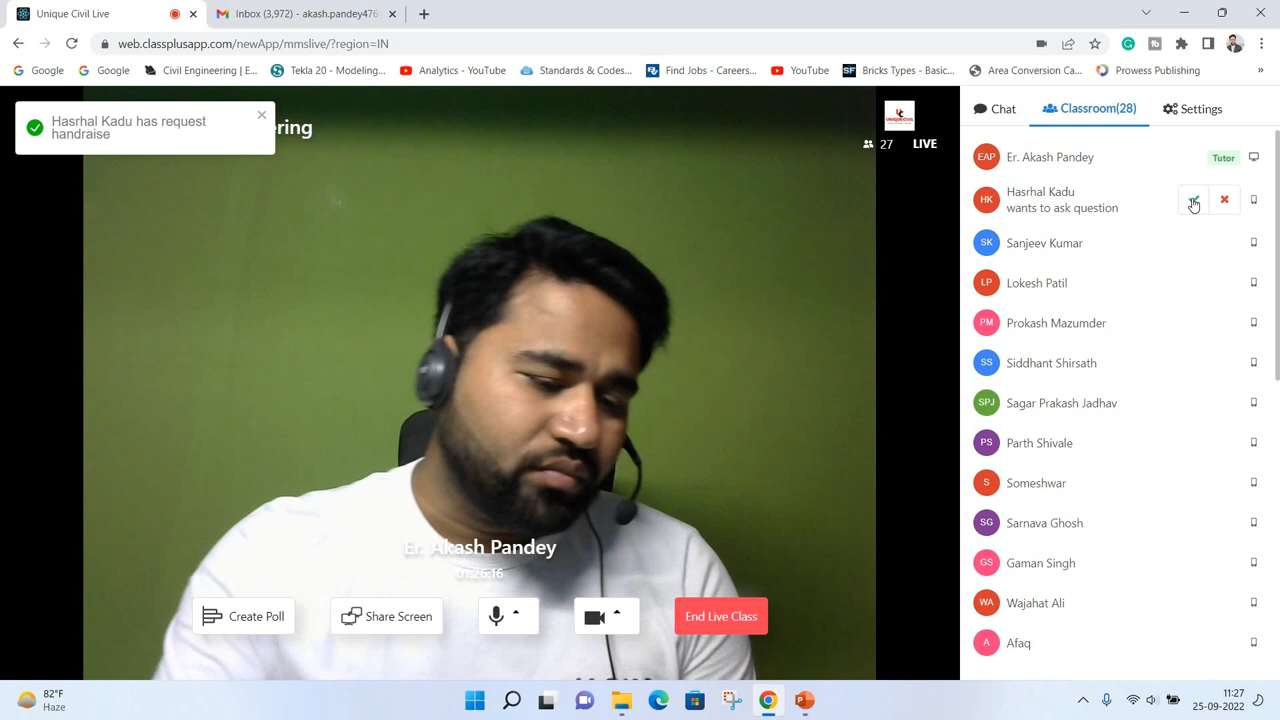 Unique Civil Live
Inbox (3,972) - akash.pandey476
web.classplusapp.com/newApp/mmslive/?region=IN
Google
Google
Civil Engineering | E...
Tekla 20 - Modeling...
Analytics - YouTube
Standards & Codes...
Find Jobs - Careers...
YouTube
Bricks Types - Basic...
Area Conversion Ca...
Prowess Publishing
»
Hasrhal Kadu has request
handraise
ering
UNIQUE CIVIL
27
LIVE
Er. Akash Pandey
01:26:16
Create Poll
Share Screen
End Live Class
Chat
Classroom(28)
Settings
EAP
Er. Akash Pandey
Tutor
HK
Hasrhal Kadu
wants to ask question
SK
Sanjeev Kumar
LP
Lokesh Patil
PM
Prokash Mazumder
SS
Siddhant Shirsath
SPJ
Sagar Prakash Jadhav
PS
Parth Shivale
S
Someshwar
SG
Sarnava Ghosh
GS
Gaman Singh
WA
Wajahat Ali
A
Afaq
82°F
Haze
11:27
25-09-2022